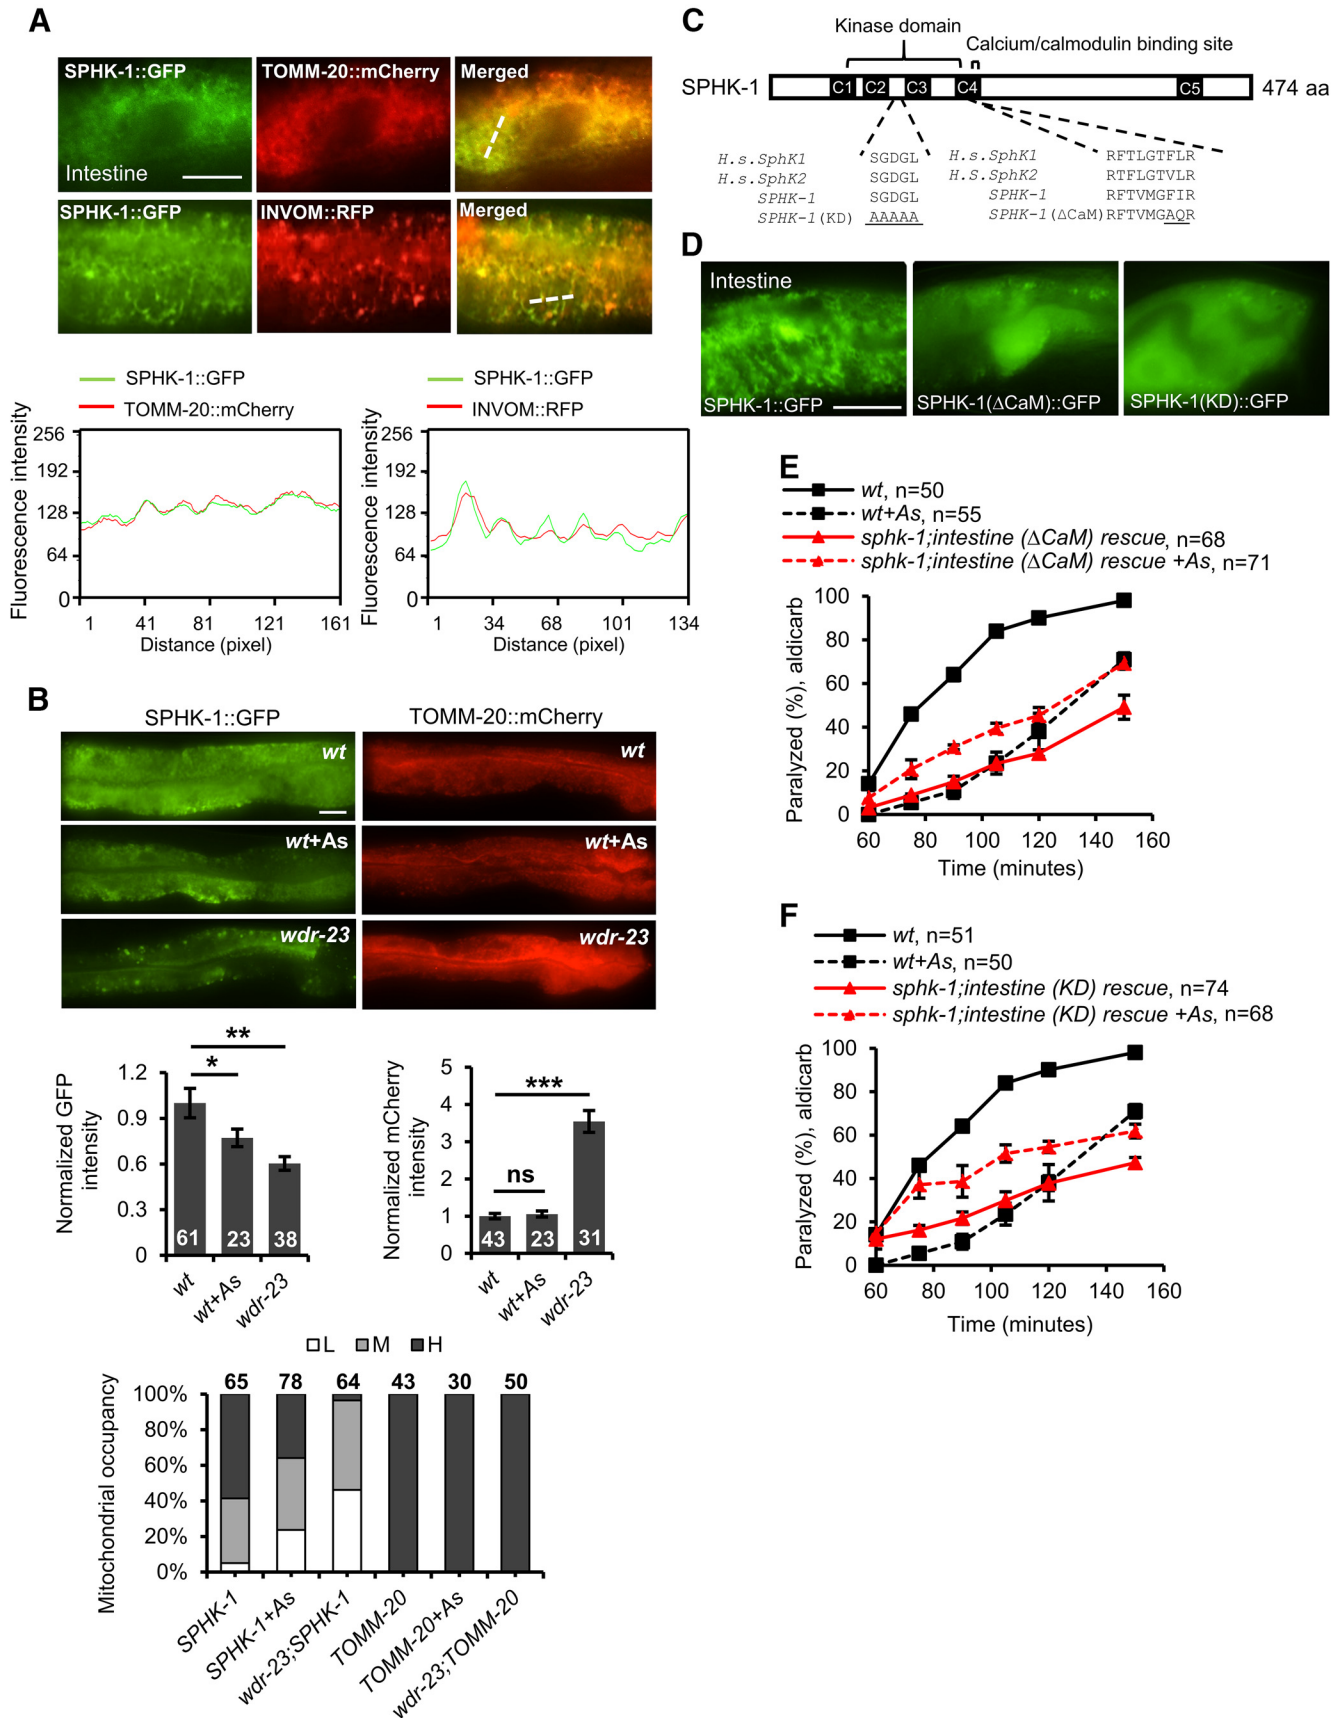 A
SPHK-1::GFP
TOMM-20::mCherry
Merged
Intestine
SPHK-1::GFP
INVOM::RFP
Merged
SPHK-1::GFP
TOMM-20::mCherry
SPHK-1::GFP
INVOM::RFP
Fluorescence intensity
256
192
128
64
0
1 41 81 121 161
Distance (pixel)
Fluorescence intensity
256
192
128
64
0
1 34 68 101 134
Distance (pixel)
B
SPHK-1::GFP
TOMM-20::mCherry
wt
wt
wt+As
wt+As
wdr-23
wdr-23
Normalized GFP
intensity
1.2
0.9
0.6
0.3
0
**
*
61 23 38
wt
wt+As
wdr-23
Normalized mCherry
intensity
5
4
3
2
1
0
***
ns
43 23 31
wt
wt+As
wdr-23
L M H
Mitochondrial occupancy
65 78 64 43 30 50
100%
80%
60%
40%
20%
0%
SPHK-1
SPHK-1+As
wdr-23;SPHK-1
TOMM-20
TOMM-20+As
wdr-23;TOMM-20
C
Kinase domain
Calcium/calmodulin binding site
SPHK-1
C1 C2 C3 C4 C5
474 aa
H.s.SphK1 SGDGL
H.s.SphK2 SGDGL
SPHK-1 SGDGL
SPHK-1(KD) AAAAA
H.s.SphK1 RFTLGTFLR
H.s.SphK2 RTFLGTVLR
SPHK-1 RFTVMGFIR
SPHK-1(ΔCaM)RFTVMGAQR
D
Intestine
SPHK-1::GFP
SPHK-1(ΔCaM)::GFP
SPHK-1(KD)::GFP
E
wt, n=50
wt+As, n=55
sphk-1;intestine (ΔCaM) rescue, n=68
sphk-1;intestine (ΔCaM) rescue +As, n=71
Paralyzed (%), aldicarb
100
80
60
40
20
0
60 80 100 120 140 160
Time (minutes)
F
wt, n=51
wt+As, n=50
sphk-1;intestine (KD) rescue, n=74
sphk-1;intestine (KD) rescue +As, n=68
Paralyzed (%), aldicarb
100
80
60
40
20
0
60 80 100 120 140 160
Time (minutes)